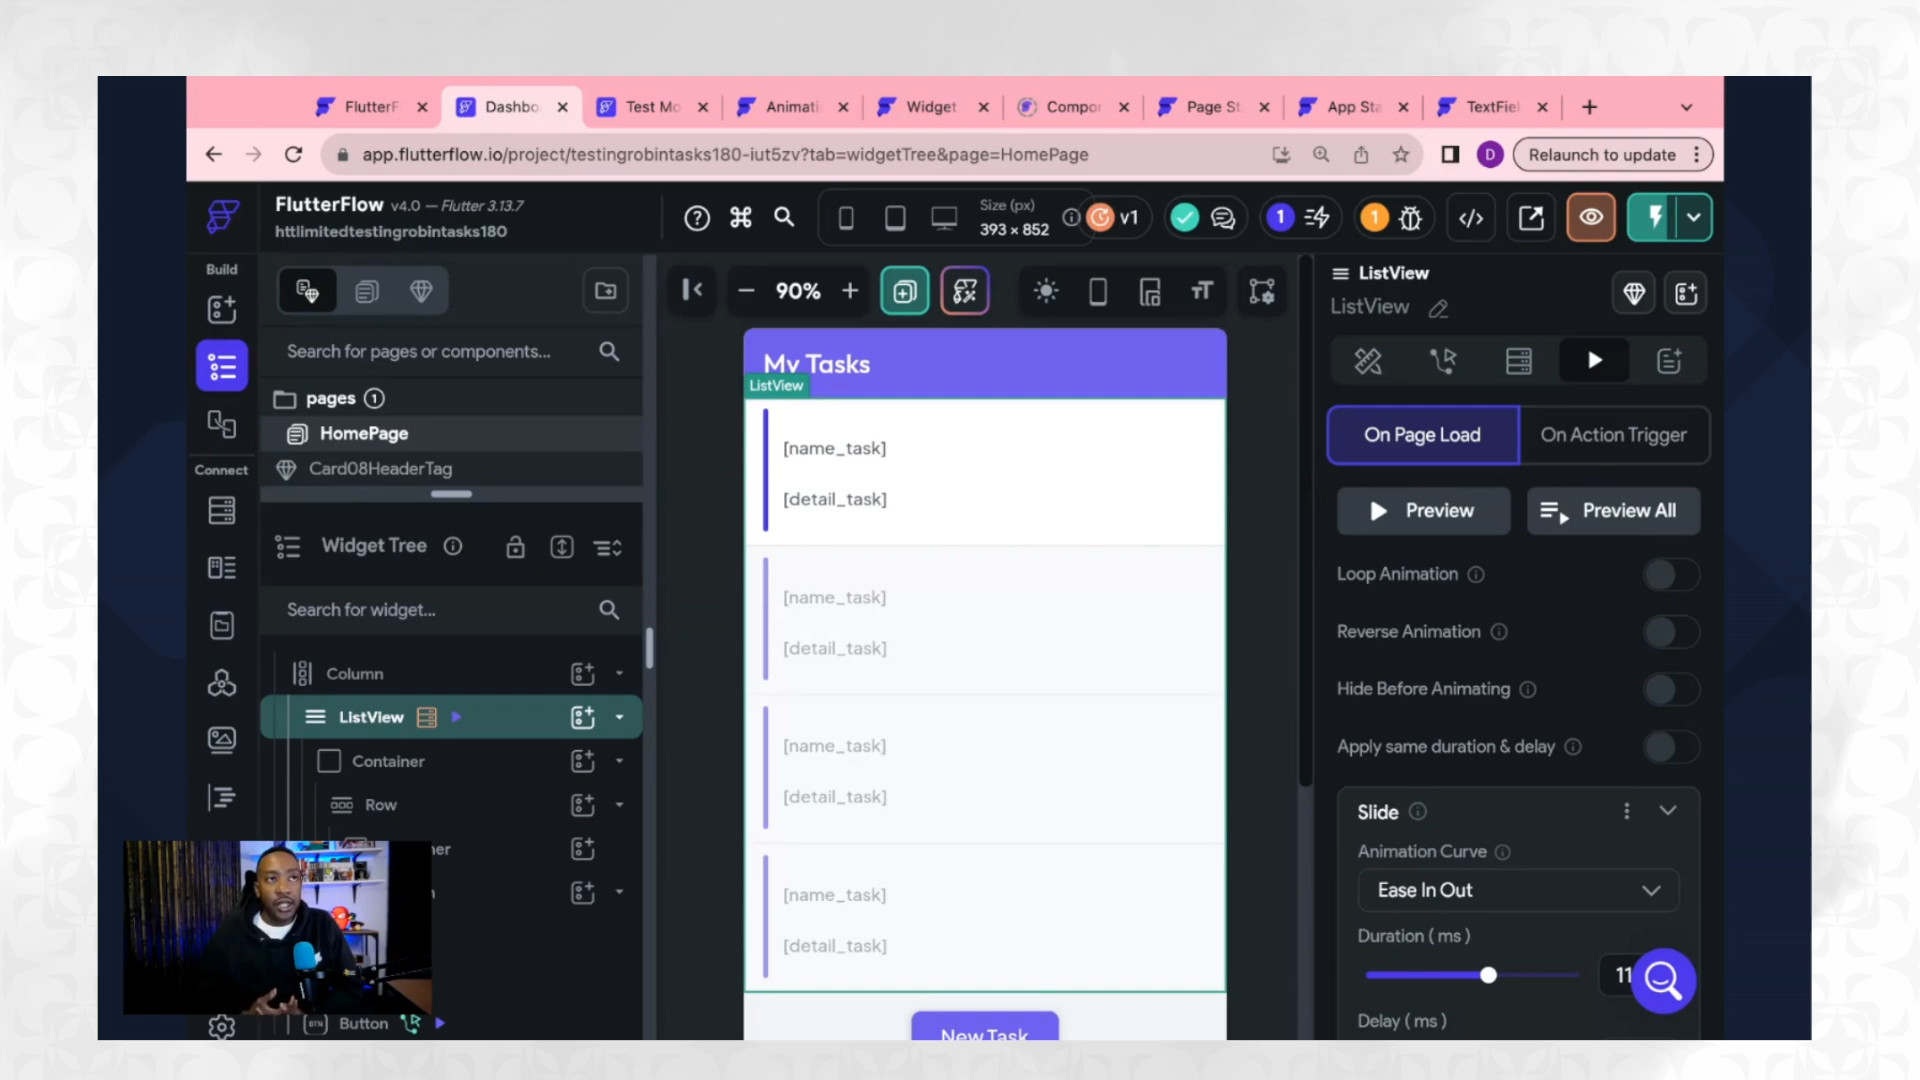 FlutterF
Dashbo
Test Mo
Animati
Widget
Compor
Page St
App Sta
TextFiel
app.flutterflow.io/project/testingrobintasks180-iut5zv?tab=widgetTree&page=HomePage
D
Relaunch to update
FlutterFlow v4.0 — Flutter 3.13.7
httlimitedtestingrobintasks180
Size (px)
393 × 852
v1
1
1
Build
Connect
90%
Search for pages or components...
pages 1
HomePage
Card08HeaderTag
Widget Tree
Search for widget...
Column
ListView
Container
Row
ner
Button
BTN
My Tasks
ListView
[name_task]
[detail_task]
[name_task]
[detail_task]
[name_task]
[detail_task]
[name_task]
[detail_task]
New Task
ListView
ListView
On Page Load
On Action Trigger
Preview
Preview All
Loop Animation
Reverse Animation
Hide Before Animating
Apply same duration & delay
Slide
Animation Curve
Ease In Out
Duration ( ms )
11
Delay ( ms )